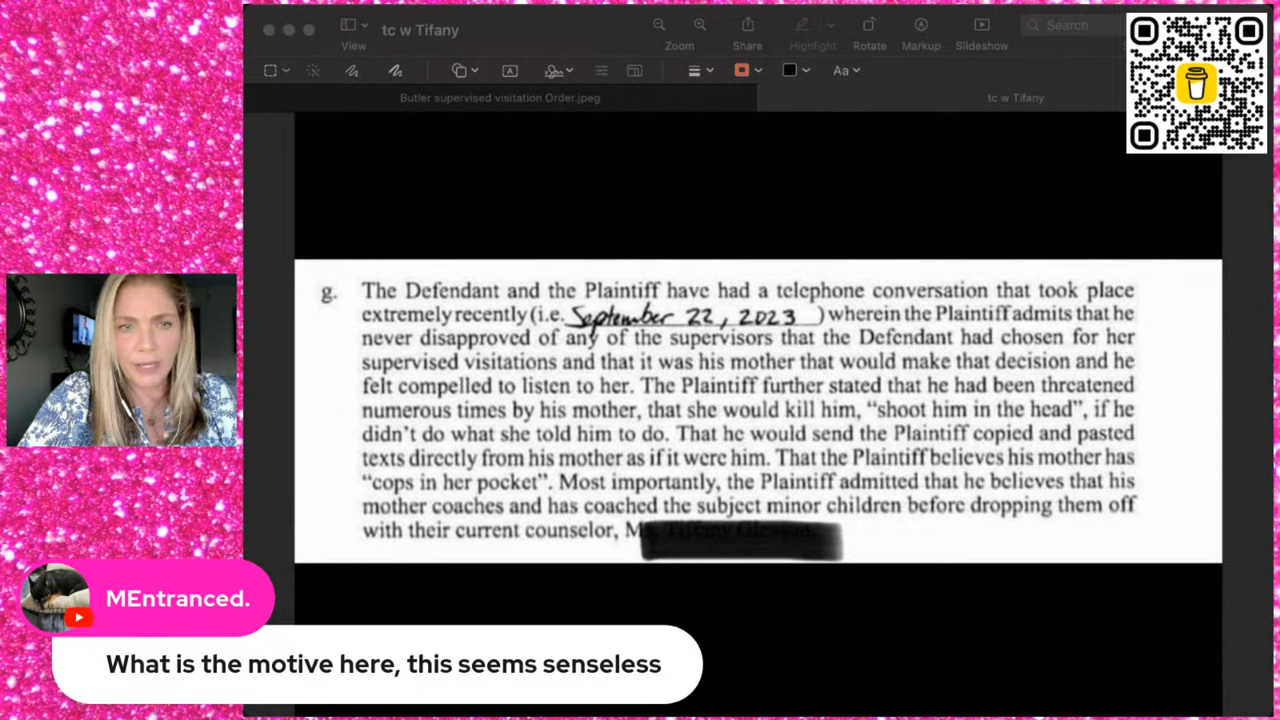 tc w Tifany
View
Zoom
Share
Highlight
Rotate
Markup
Slideshow
Search
Aa
Butler supervised visitation Order.jpeg
tc w Tifany
g. The Defendant and the Plaintiff have had a telephone conversation that took place
extremely recently (i.e. September 22, 2023 ) wherein the Plaintiff admits that he
never disapproved of any of the supervisors that the Defendant had chosen for her
supervised visitations and that it was his mother that would make that decision and he
felt compelled to listen to her. The Plaintiff further stated that he had been threatened
numerous times by his mother, that she would kill him, “shoot him in the head”, if he
didn’t do what she told him to do. That he would send the Plaintiff copied and pasted
texts directly from his mother as if it were him. That the Plaintiff believes his mother has
“cops in her pocket”. Most importantly, the Plaintiff admitted that he believes that his
mother coaches and has coached the subject minor children before dropping them off
with their current counselor,
MEntranced.
What is the motive here, this seems senseless